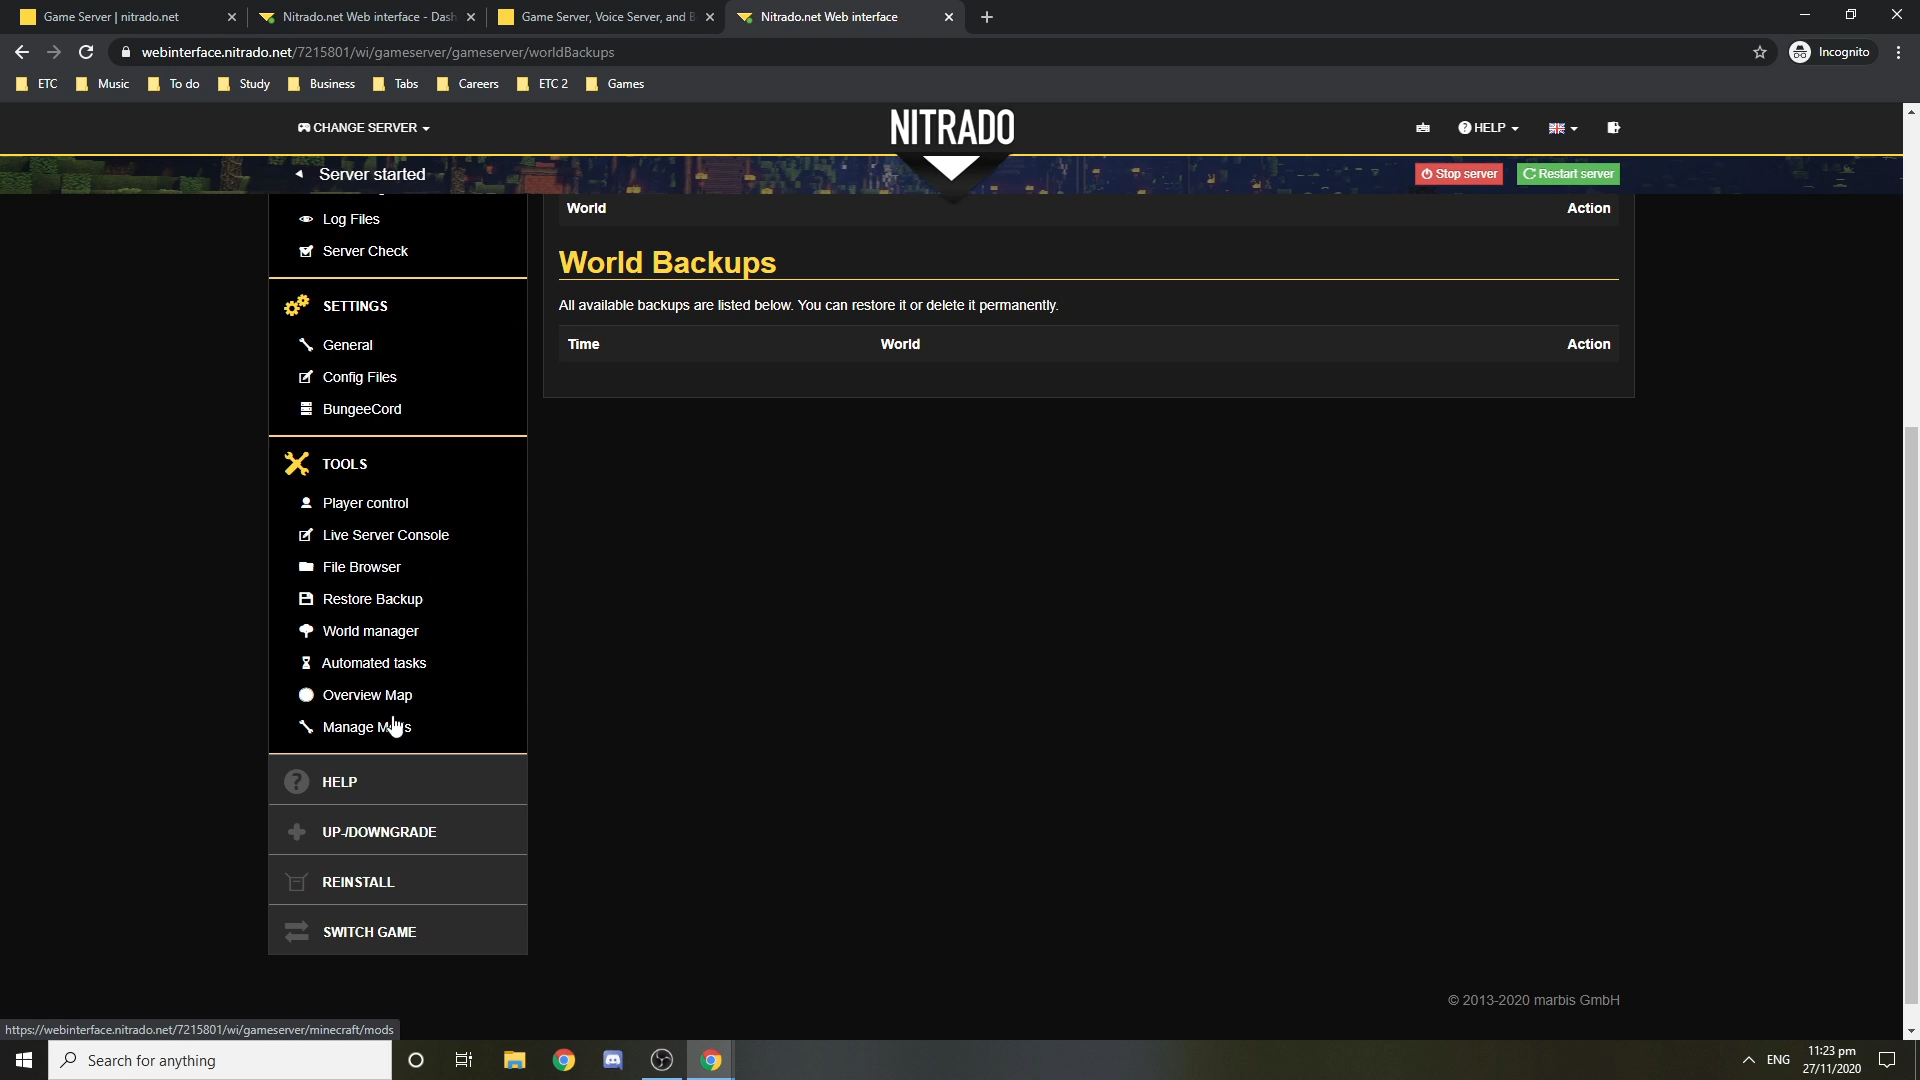 Game Server | nitrado.net
Nitrado.net Web interface - Dash
Game Server, Voice Server, and B
Nitrado.net Web interface
webinterface.nitrado.net/7215801/wi/gameserver/gameserver/worldBackups
Incognito
ETC
Music
To do
Study
Business
Tabs
Careers
ETC 2
Games
CHANGE SERVER
NITRADO
HELP
Server started
Stop server
Restart server
Log Files
Server Check
SETTINGS
General
Config Files
BungeeCord
TOOLS
Player control
Live Server Console
File Browser
Restore Backup
World manager
Automated tasks
Overview Map
Manage
HELP
UP-/DOWNGRADE
REINSTALL
SWITCH GAME
World Action
World Backups
All available backups are listed below. You can restore it or delete it permanently.
Time World Action
© 2013-2020 marbis GmbH
https://webinterface.nitrado.net/7215801/wi/gameserver/minecraft/mods
Search for anything
ENG
11:23 pm
27/11/2020